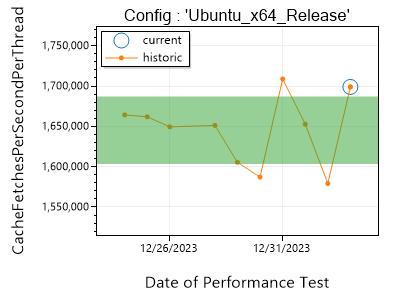 Config : 'Ubuntu_x64_Release'
CacheFetchesPerSecondPerThread
1,750,000
1,700,000
1,650,000
1,600,000
1,550,000
current
historic
12/26/2023
12/31/2023
Date of Performance Test